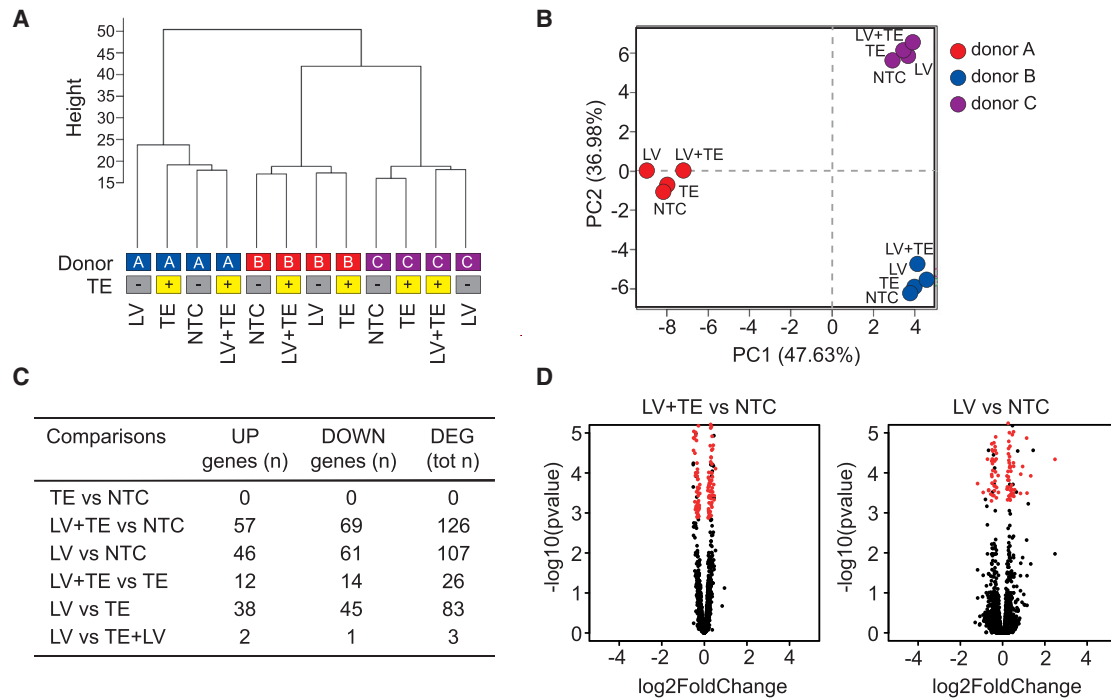 A
Height
50
45
40
35
30
25
20
15
Donor A A A A B B B B C C C C
TE - + - + - + - + - + + -
LV TE NTC LV+TE NTC LV+TE LV TE NTC TE LV+TE LV
B
PC2 (36.98%)
6
4
2
0
-2
-4
-6
LV+TE
TE
NTC
LV
LV LV+TE
TE
NTC
LV+TE
LV
TE
NTC
-8 -6 -4 -2 0 2 4
PC1 (47.63%)
donor A
donor B
donor C
C
Comparisons UP genes (n) DOWN genes (n) DEG (tot n)
TE vs NTC 0 0 0
LV+TE vs NTC 57 69 126
LV vs NTC 46 61 107
LV+TE vs TE 12 14 26
LV vs TE 38 45 83
LV vs TE+LV 2 1 3
D
LV+TE vs NTC
-log10(pvalue)
5
4
3
2
1
0
-4 -2 0 2 4
log2FoldChange
LV vs NTC
-log10(pvalue)
5
4
3
2
1
0
-4 -2 0 2 4
log2FoldChange